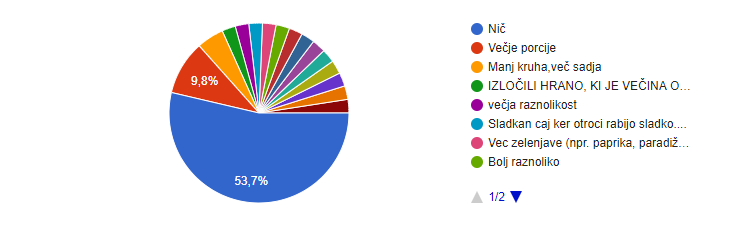 9,8%
53,7%
Nič
Večje porcije
Manj kruha,več sadja
IZLOČILI HRANO, KI JE VEČINA O…
večja raznolikost
Sladkan caj ker otroci rabijo sladko.…
Vec zelenjave (npr. paprika, paradiž…
Bolj raznoliko
1/2